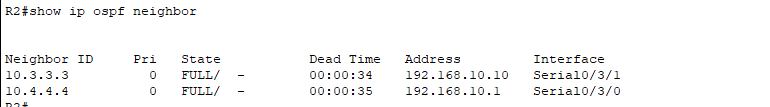 R2#show ip ospf neighbor
Neighbor ID     Pri   State           Dead Time   Address         Interface
10.3.3.3          0   FULL/  -        00:00:34    192.168.10.10   Serial0/3/1
10.4.4.4          0   FULL/  -        00:00:35    192.168.10.1    Serial0/3/0
R2#